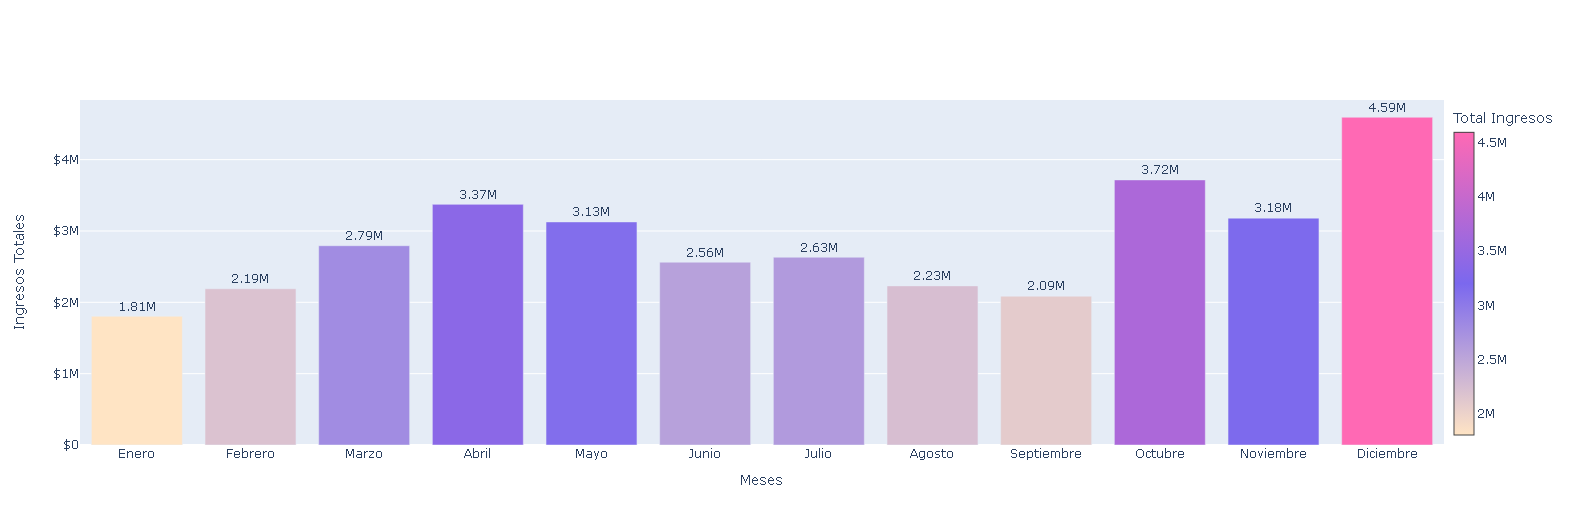 4.59M
Total Ingresos
4.5M
$4M
3.72M
4M
3.37M
3.13M
3.18M
$3M
2.79M
2.56M
2.63M
3.5M
2.19M
2.23M
2.09M
3M
$2M
1.81M
2.5M
$1M
2M
$0
Ingresos Totales
Enero Febrero Marzo Abril Mayo Junio Julio Agosto Septiembre Octubre Noviembre Diciembre
Meses